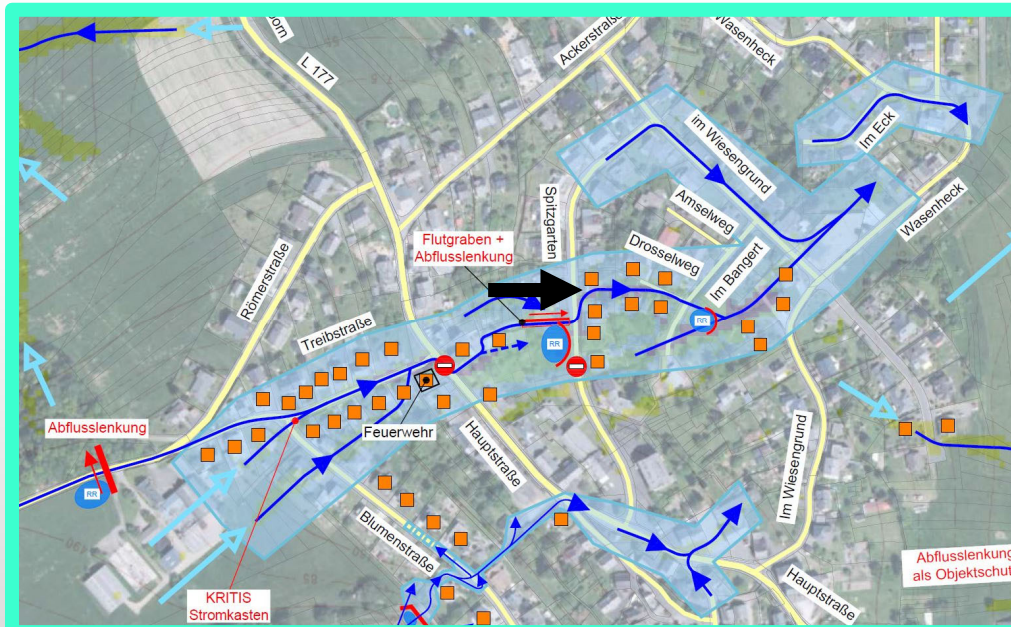 orn
L 177
Ackerstraße
Wasenheck
im Wiesengrund
Im Eck
Wasenheck
Amselweg
Spitzgarten
Drosselweg
Im Bangert
Flutgraben +
Abflusslenkung
Römerstraße
Treibstraße
RR
RR
Abflusslenkung
RR
Feuerwehr
Hauptstraße
Im Wiesengrund
Blumenstraße
KRITIS
Stromkasten
Hauptstraße
Abflusslenkung
als Objektschut